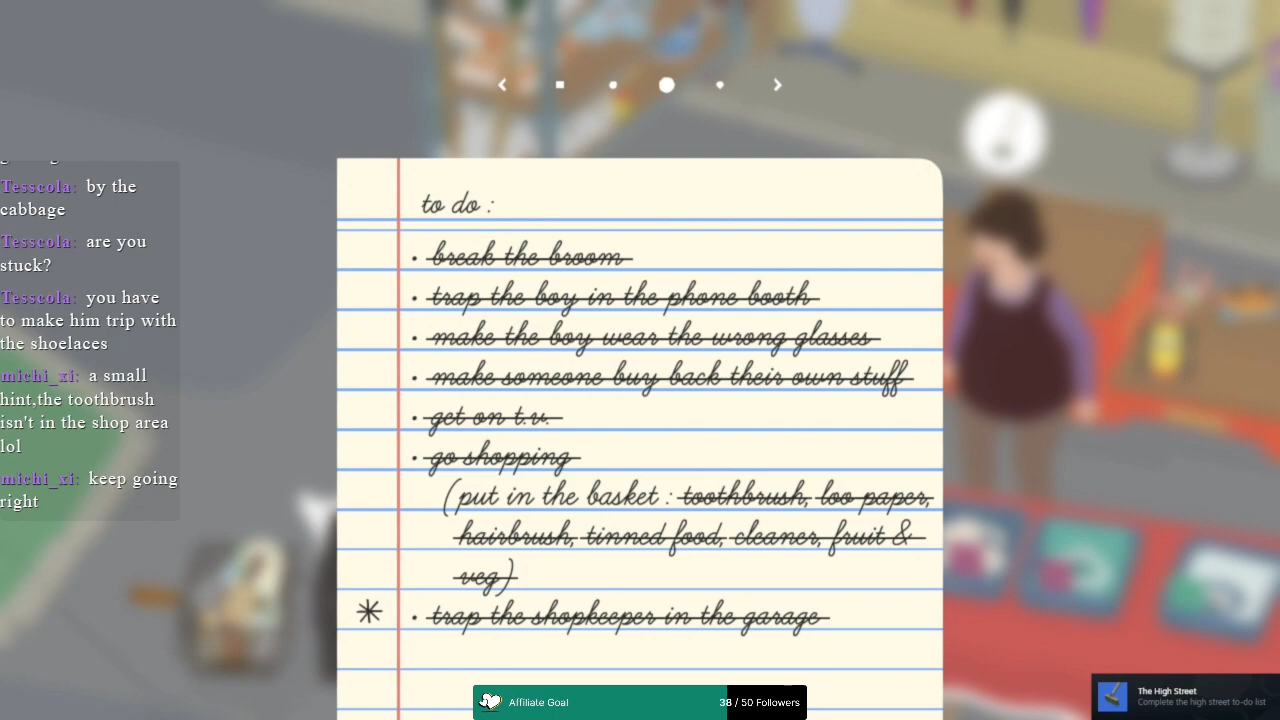 Tesscola: by the
cabbage
Tesscola: are you
stuck?
Tesscola: you have
to make him trip with
the shoelaces
michi_xi: a small
hint,the toothbrush
isn't in the shop area
lol
michi_xi: keep going
right
to do :
• break the broom
• trap the boy in the phone booth
• make the boy wear the wrong glasses
• make someone buy back their own stuff
• get on t.v.
• go shopping
(put in the basket : toothbrush, loo paper,
hairbrush, tinned food, cleaner, fruit &
veg)
• trap the shopkeeper in the garage
Affiliate Goal
38 / 50 Followers
The High Street
Complete the high street to-do list